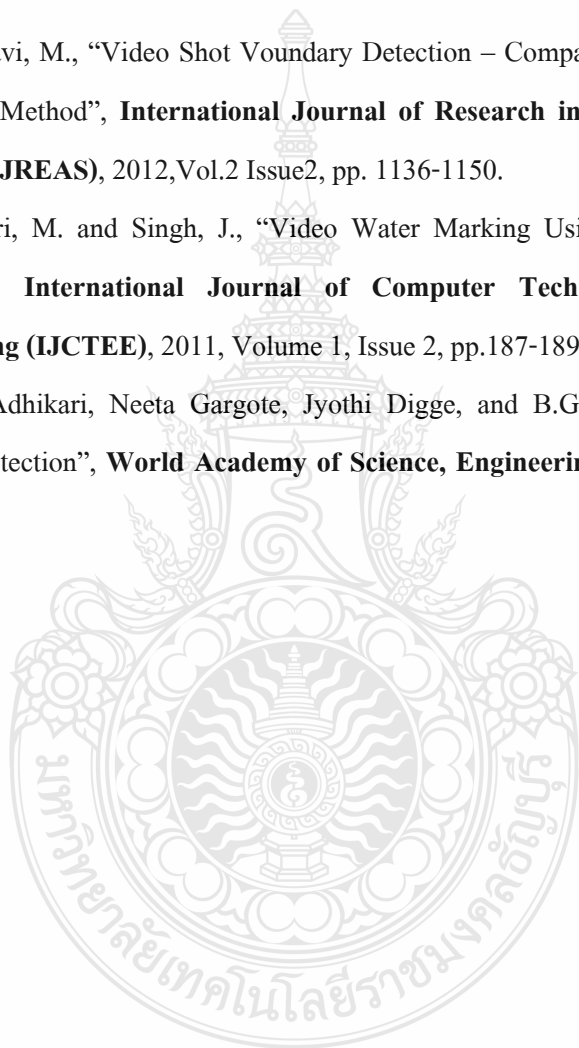 vi, M., “Video Shot Voundary Detection – Compa
Method”, International Journal of Research in
JREAS), 2012,Vol.2 Issue2, pp. 1136-1150.
ri, M. and Singh, J., “Video Water Marking Usi
International Journal of Computer Tech
ng (IJCTEE), 2011, Volume 1, Issue 2, pp.187-189
Adhikari, Neeta Gargote, Jyothi Digge, and B.G
tection”, World Academy of Science, Engineerin
มหาวิทยาลัยเทคโนโลยีราชมงคลธัญบุรี